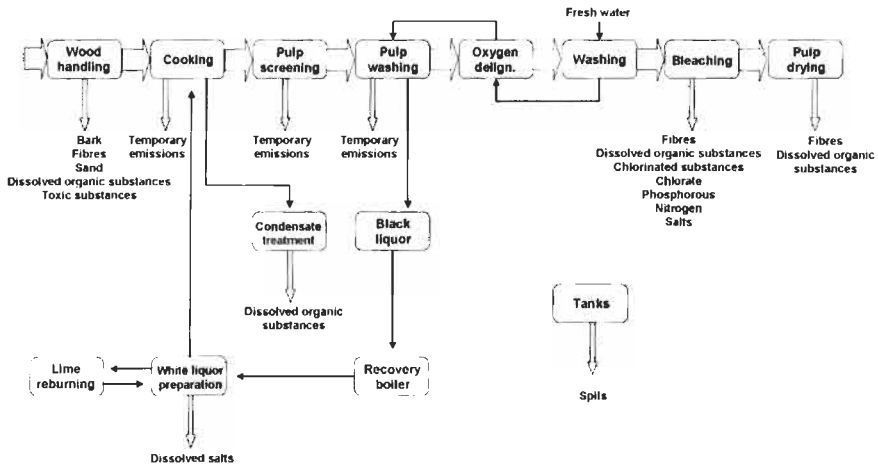 Fresh water
Wood
handling
Cooking
Pulp
screening
Pulp
washing
Oxygen
delign.
Washing
Bleaching
Pulp
drying
Bark
Fibres
Sand
Dissolved organic substances
Toxic substances
Temporary
emissions
Temporary
emissions
Temporary
emissions
Fibres
Dissolved organic substances
Chlorinated substances
Chlorate
Phosphorous
Nitrogen
Salts
Fibres
Dissolved organic
substances
Condensate
treatment
Black
liquor
Dissolved organic
substances
Tanks
Lime
reburning
White liquor
preparation
Recovery
boiler
Spils
Dissolved salts